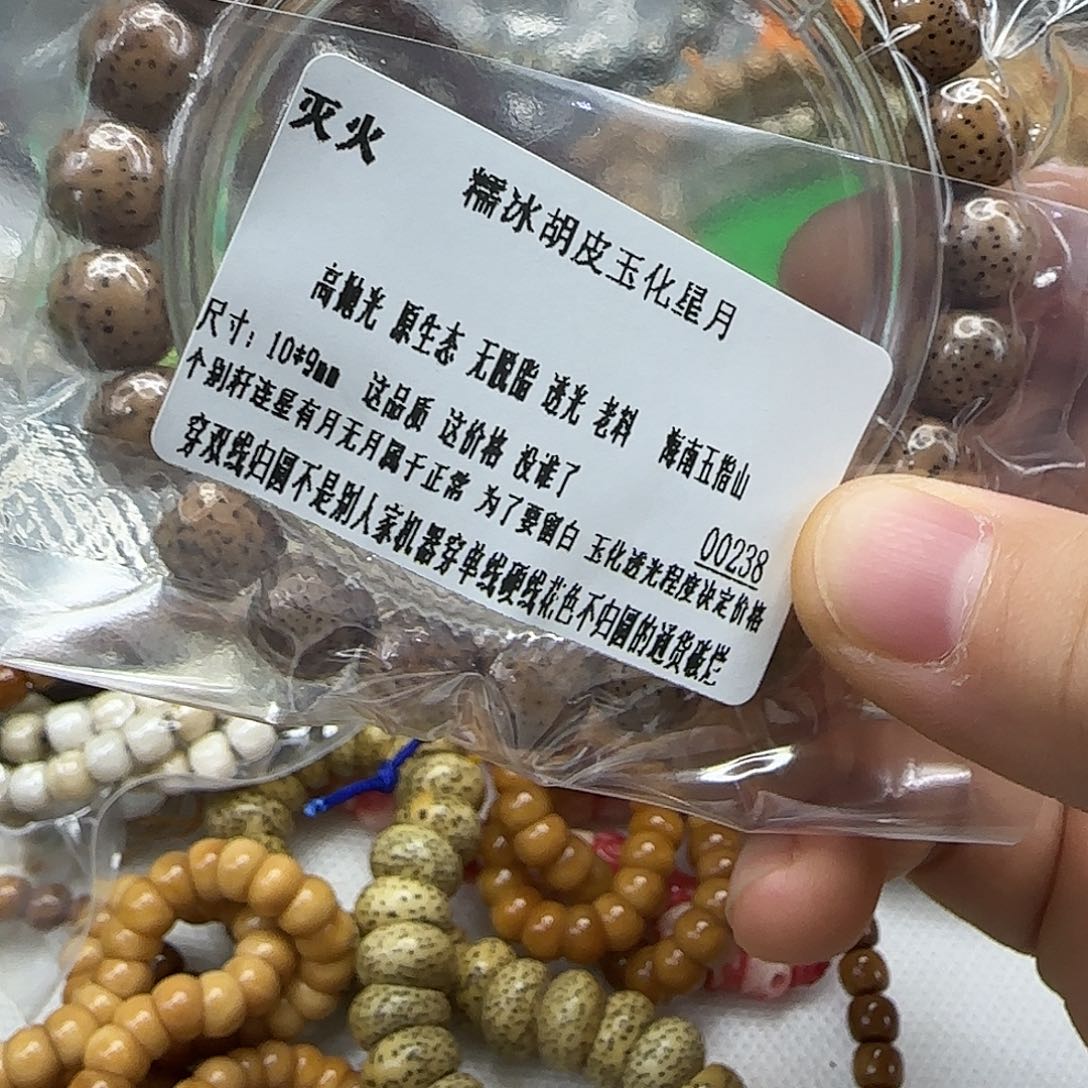 灭火
糯冰胡皮玉化星月
高抛光 原生态 无脱脂 透光 老料 海南五指山
尺寸：10*9mm 这品质 这价格 没谁了
00238
个别籽连星有月无月属于正常 为了要留白 玉化透光程度决定价格
穿双线归圆不是别人家机器穿单线硬线花色不归圆的通货破烂